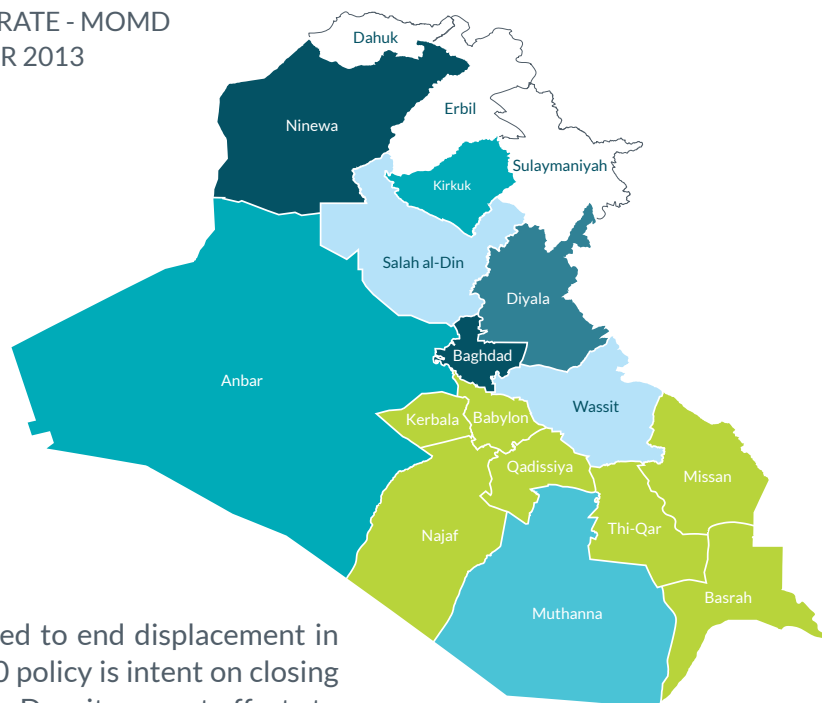 RATE - MOMD
R 2013
Dahuk
Erbil
Ninewa
Sulaymaniyah
Kirkuk
Salah al-Din
Diyala
Baghdad
Anbar
Wassit
Kerbala
Babylon
Qadissiya
Missan
Najaf
Thi-Qar
Basrah
Muthanna
ed to end displacement in
0 policy is intent on closing